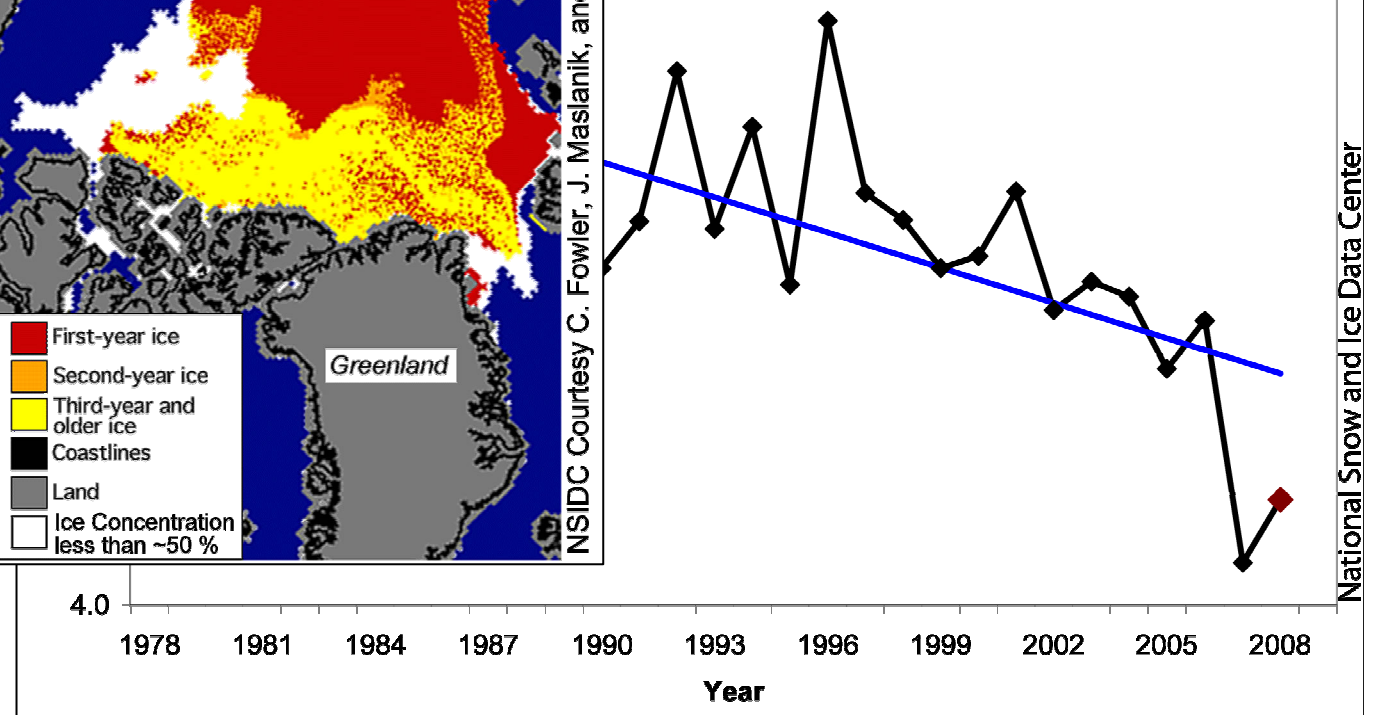 First-year ice
Second-year ice
Third-year and
older ice
Coastlines
Land
Ice Concentration
less than ~50 %
Greenland
NSIDC Courtesy C. Fowler, J. Maslanik, and
National Snow and Ice Data Center
4.0
1978 1981 1984 1987 1990 1993 1996 1999 2002 2005 2008
Year